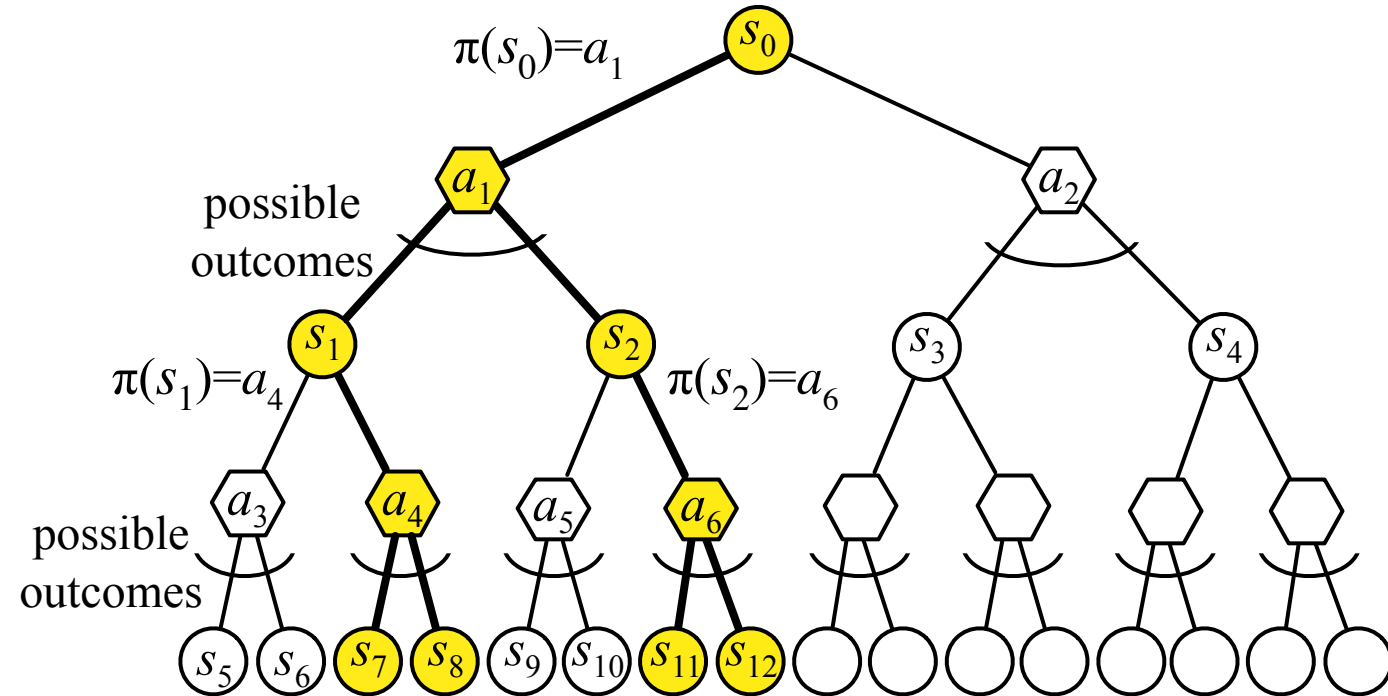 s₀
π(s₀)=a₁
a₁
a₂
possible
outcomes
s₁
s₂
s₃
s₄
π(s₁)=a₄
π(s₂)=a₆
a₃
a₄
a₅
a₆
possible
outcomes
s₅
s₆
s₇
s₈
s₉
s₁₀
s₁₁
s₁₂